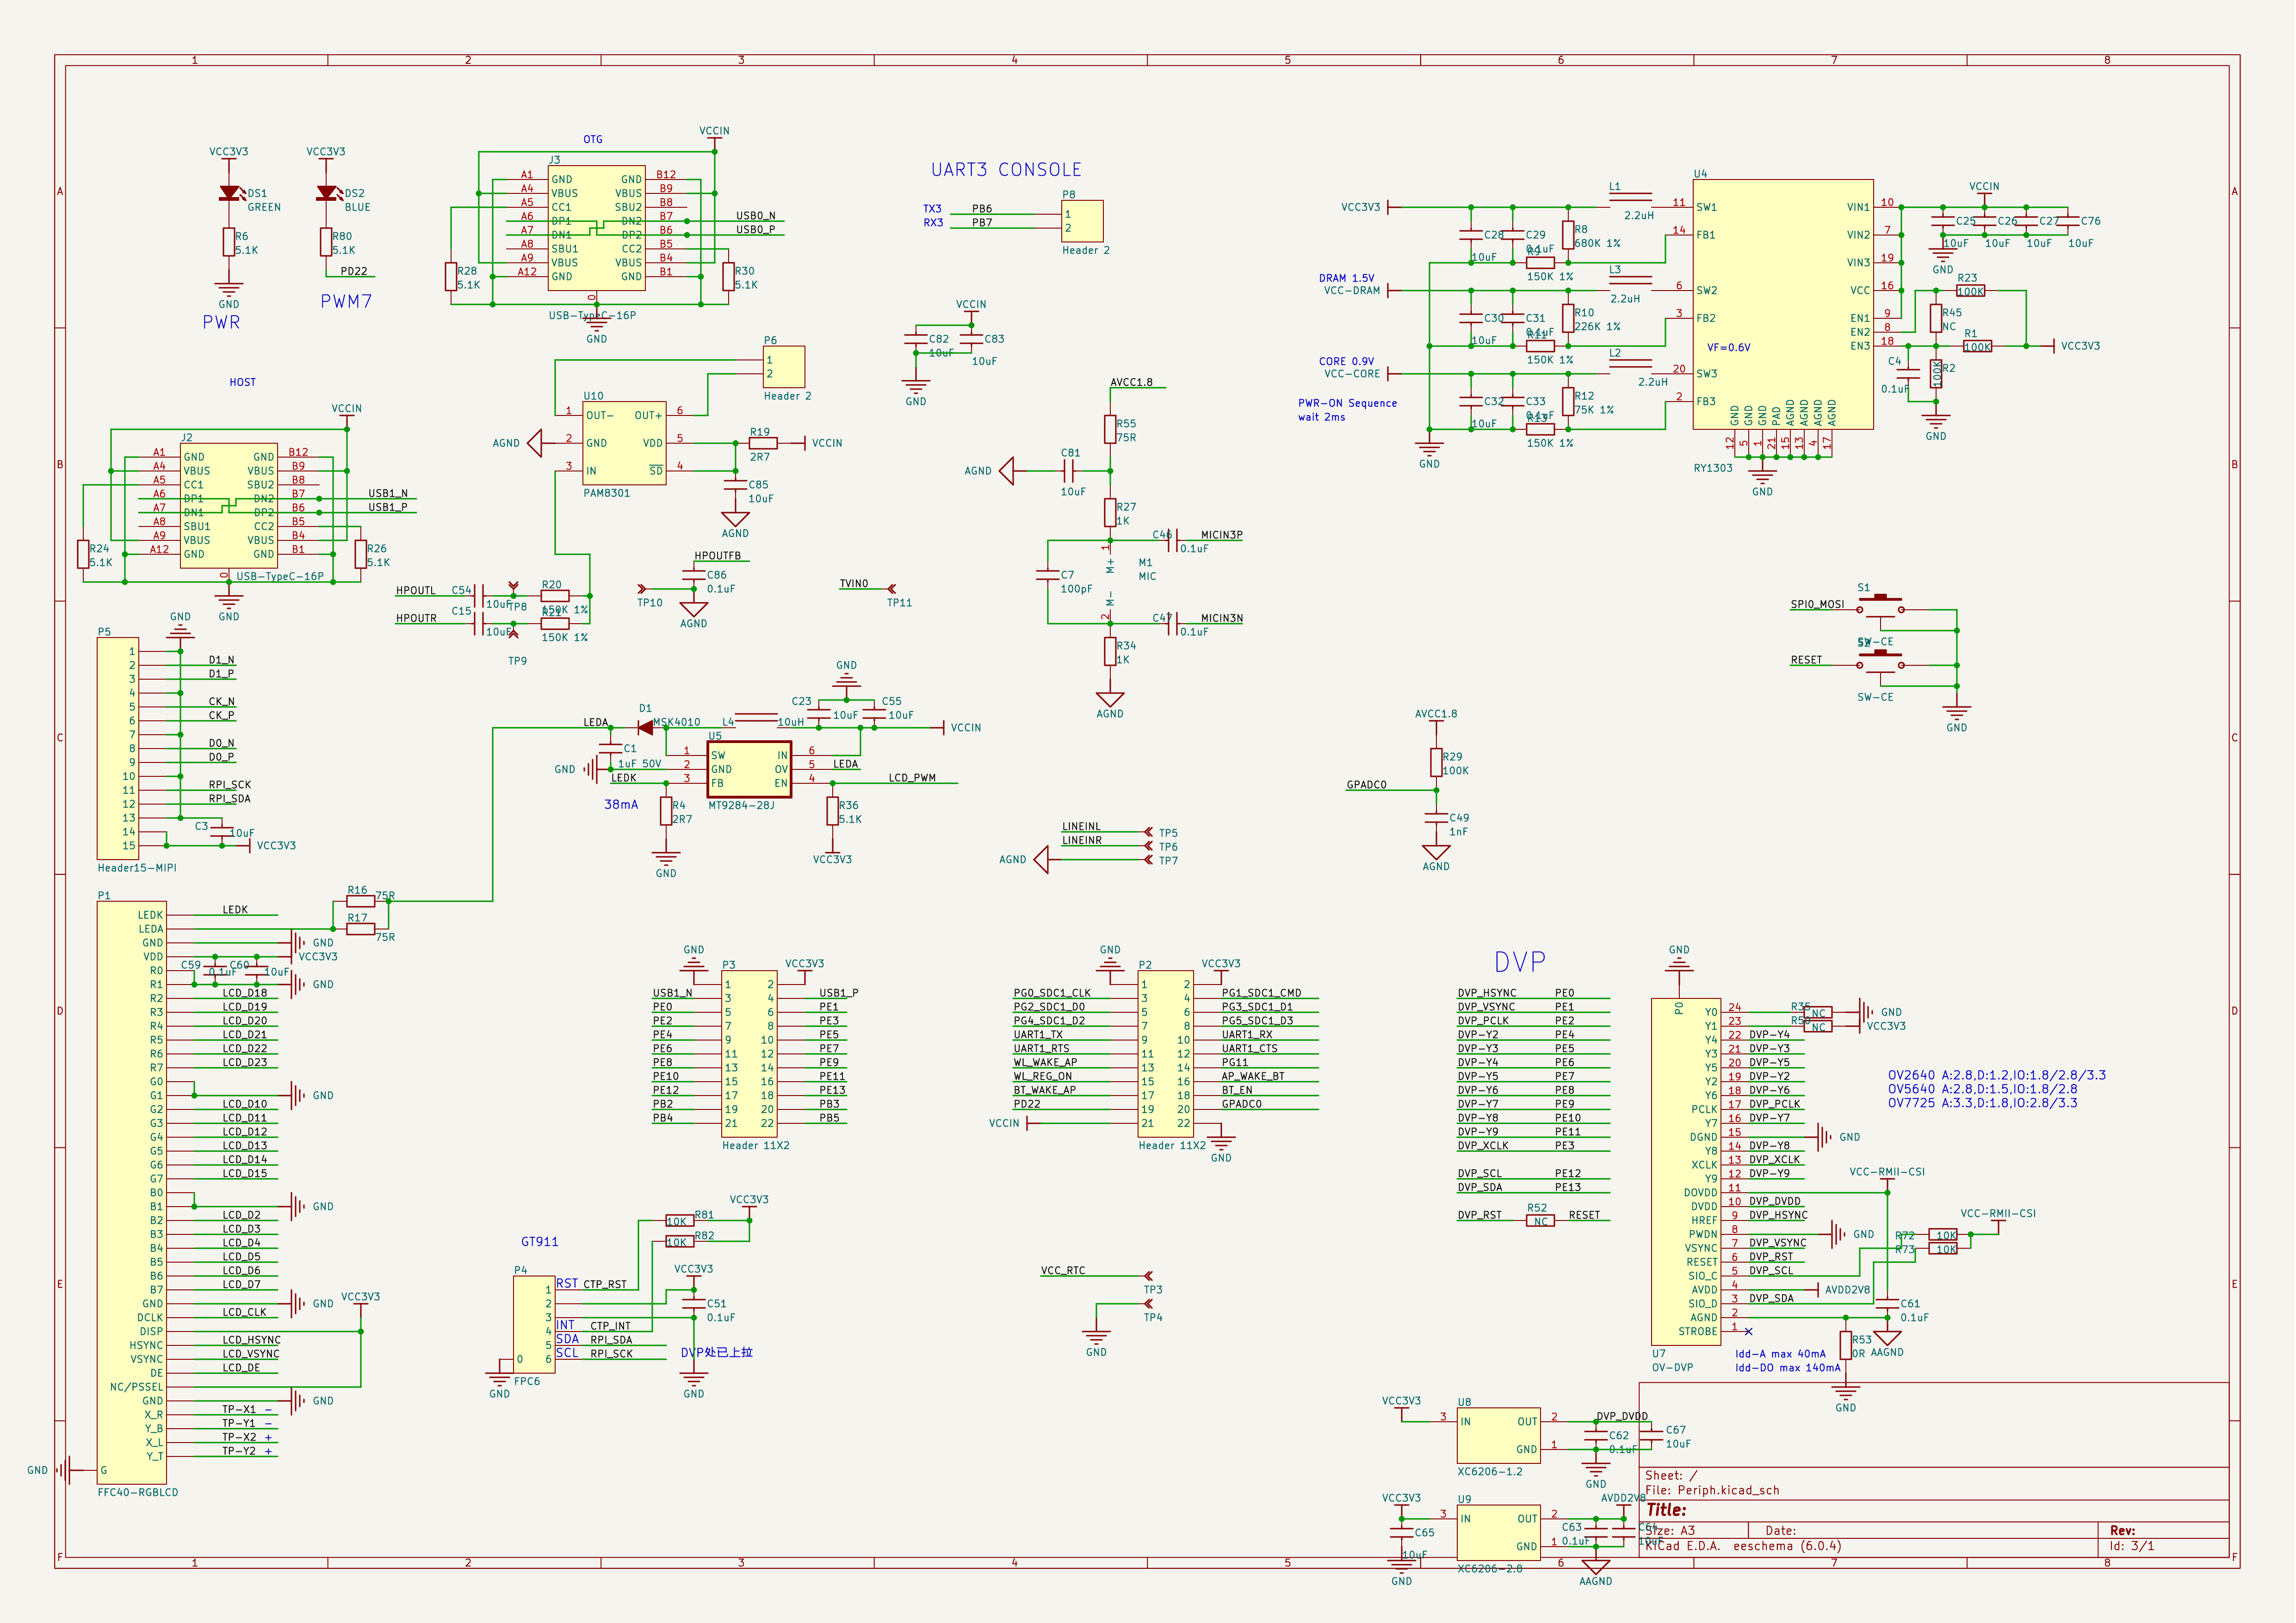 1 2 3 4 5 6 7 8
A
B
C
D
E
F
VCC3V3
DS1
GREEN
R6
5.1K
GND
PWR
VCC3V3
DS2
BLUE
R80
5.1K
PD22
PWM7
OTG
VCCIN
J3
A1 GND GND B12
A4 VBUS VBUS B9
A5 CC1 SBU2 B8
A6 DP1 DN2 B7 USB0_N
A7 DN1 DP2 B6 USB0_P
A8 SBU1 CC2 B5
A9 VBUS VBUS B4
A12 GND GND B1
0
R28
5.1K
R30
5.1K
USB-TypeC-16P
GND
UART3 CONSOLE
P8
TX3 PB6 1
RX3 PB7 2
Header 2
VCCIN
C82
10uF
C83
10uF
GND
HOST
VCCIN
J2
A1 GND GND B12
A4 VBUS VBUS B9
A5 CC1 SBU2 B8
A6 DP1 DN2 B7 USB1_N
A7 DN1 DP2 B6 USB1_P
A8 SBU1 CC2 B5
A9 VBUS VBUS B4
A12 GND GND B1
0
R24
5.1K
R26
5.1K
USB-TypeC-16P
GND
P6
1
2
Header 2
U10
1 OUT- OUT+ 6
2 GND VDD 5
3 IN SD 4
PAM8301
AGND
R19
2R7
VCCIN
C85
10uF
AGND
HPOUTL C54
10uF
TP8
R20
150K 1%
HPOUTR C15
10uF
TP9
R21
150K 1%
HPOUTFB
C86
0.1uF
TP10
AGND
TVIN0
TP11
AVCC1.8
R55
75R
AGND
C81
10uF
R27
1K
C46
0.1uF
MICIN3P
C7
100pF
1
M+
M-
2
M1
MIC
C47
0.1uF
MICIN3N
R34
1K
AGND
U4
VCC3V3
L1
2.2uH
C28
10uF
C29
0.1uF
R8
680K 1%
R9
150K 1%
DRAM 1.5V
VCC-DRAM
L3
2.2uH
C30
10uF
C31
0.1uF
R10
226K 1%
R11
150K 1%
CORE 0.9V
VCC-CORE
L2
2.2uH
C32
10uF
C33
0.1uF
R12
75K 1%
R13
150K 1%
PWR-ON Sequence
wait 2ms
GND
11 SW1 VIN1 10
14 FB1 VIN2 7
VIN3 19
6 SW2 VCC 16
3 FB2 EN1 9
EN2 8
VF=0.6V EN3 18
20 SW3
2 FB3
GND GND GND PAD AGND AGND AGND AGND
12 5 1 21 15 13 4 17
RY1303
GND
VCCIN
C25
10uF
C26
10uF
C27
10uF
C76
10uF
GND
R23
100K
R45
NC
R1
100K
VCC3V3
C4
0.1uF
R2
100K
GND
S1
SPI0_MOSI
SW-CE
S2
RESET
SW-CE
GND
GND
P5
1
2 D1_N
3 D1_P
4
5 CK_N
6 CK_P
7
8 D0_N
9 D0_P
10
11 RPI_SCK
12 RPI_SDA
13
14
15
C3
10uF
VCC3V3
Header15-MIPI
GND
C23
10uF
C55
10uF
LEDA
D1
MSK4010
L4
10uH
VCCIN
U5
C1
1uF 50V
GND
1 SW IN 6
2 GND OV 5 LEDA
3 FB EN 4 LCD_PWM
LEDK
MT9284-28J
38mA
R4
2R7
GND
R36
5.1K
VCC3V3
LINEINL TP5
LINEINR TP6
AGND TP7
AVCC1.8
R29
100K
GPADC0
C49
1nF
AGND
P1
R16
75R
R17
75R
LEDK LEDK
LEDA
GND GND
VDD VCC3V3
C59
0.1uF
C60
10uF
R0
R1 GND
R2 LCD_D18
R3 LCD_D19
R4 LCD_D20
R5 LCD_D21
R6 LCD_D22
R7 LCD_D23
G0
G1 GND
G2 LCD_D10
G3 LCD_D11
G4 LCD_D12
G5 LCD_D13
G6 LCD_D14
G7 LCD_D15
B0
B1 GND
B2 LCD_D2
B3 LCD_D3
B4 LCD_D4
B5 LCD_D5
B6 LCD_D6
B7 LCD_D7
GND GND
DCLK LCD_CLK
DISP VCC3V3
HSYNC LCD_HSYNC
VSYNC LCD_VSYNC
DE LCD_DE
NC/PSSEL
GND GND
X_R TP-X1 -
Y_B TP-Y1 -
X_L TP-X2 +
Y_T TP-Y2 +
GND G
FFC40-RGBLCD
GND P3 VCC3V3
1 2
USB1_N 3 4 USB1_P
PE0 5 6 PE1
PE2 7 8 PE3
PE4 9 10 PE5
PE6 11 12 PE7
PE8 13 14 PE9
PE10 15 16 PE11
PE12 17 18 PE13
PB2 19 20 PB3
PB4 21 22 PB5
Header 11X2
GND P2 VCC3V3
1 2
PG0_SDC1_CLK 3 4 PG1_SDC1_CMD
PG2_SDC1_D0 5 6 PG3_SDC1_D1
PG4_SDC1_D2 7 8 PG5_SDC1_D3
UART1_TX 9 10 UART1_RX
UART1_RTS 11 12 UART1_CTS
WL_WAKE_AP 13 14 PG11
WL_REG_ON 15 16 AP_WAKE_BT
BT_WAKE_AP 17 18 BT_EN
PD22 19 20 GPADC0
VCCIN 21 22
Header 11X2
GND
DVP
DVP_HSYNC PE0
DVP_VSYNC PE1
DVP_PCLK PE2
DVP-Y2 PE4
DVP-Y3 PE5
DVP-Y4 PE6
DVP-Y5 PE7
DVP-Y6 PE8
DVP-Y7 PE9
DVP-Y8 PE10
DVP-Y9 PE11
DVP_XCLK PE3
DVP_SCL PE12
DVP_SDA PE13
DVP_RST R52 NC RESET
GND
P0
Y0 24 R35 NC GND
Y1 23 R50 NC VCC3V3
Y4 22 DVP-Y4
Y3 21 DVP-Y3
Y5 20 DVP-Y5
Y2 19 DVP-Y2
Y6 18 DVP-Y6
PCLK 17 DVP_PCLK
Y7 16 DVP-Y7
DGND 15 GND
Y8 14 DVP-Y8
XCLK 13 DVP_XCLK
Y9 12 DVP-Y9
DOVDD 11 VCC-RMII-CSI
DVDD 10 DVP_DVDD
HREF 9 DVP_HSYNC
PWDN 8 GND
VSYNC 7 DVP_VSYNC
RESET 6 DVP_RST
SIO_C 5 DVP_SCL
AVDD 4 AVDD2V8
SIO_D 3 DVP_SDA
AGND 2
STROBE 1
U7
OV-DVP
OV2640 A:2.8,D:1.2,IO:1.8/2.8/3.3
OV5640 A:2.8,D:1.5,IO:1.8/2.8
OV7725 A:3.3,D:1.8,IO:2.8/3.3
VCC-RMII-CSI
R72 10K
R73 10K
C61
0.1uF
AAGND
R53
0R
GND
Idd-A max 40mA
Idd-DO max 140mA
GT911
VCC3V3
R81
10K
R82
10K
P4
VCC3V3
1 RST CTP_RST
2
3
4 INT CTP_INT
5 SDA RPI_SDA
6 SCL RPI_SCK
0
C51
0.1uF
DVP处已上拉
GND
FPC6
GND
VCC_RTC TP3
TP4
GND
VCC3V3
U8
3 IN OUT 2 DVP_DVDD
GND 1
XC6206-1.2
C62
0.1uF
C67
10uF
GND
VCC3V3
U9
3 IN OUT 2 AVDD2V8
GND 1
XC6206-2.8
C65
10uF
GND
C63
0.1uF
C64
10uF
AAGND
Sheet: /
File: Periph.kicad_sch
Title:
Size: A3 Date: Rev:
KiCad E.D.A. eeschema (6.0.4) Id: 3/1
1 2 3 4 5 6 7 8
A
B
C
D
E
F